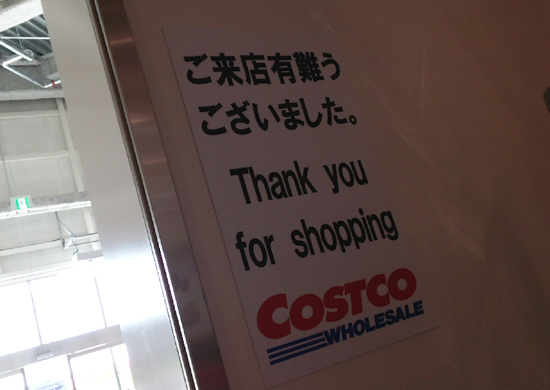 ご来店有難う
ございました。
Thank you
for shopping
COSTCO
WHOLESALE